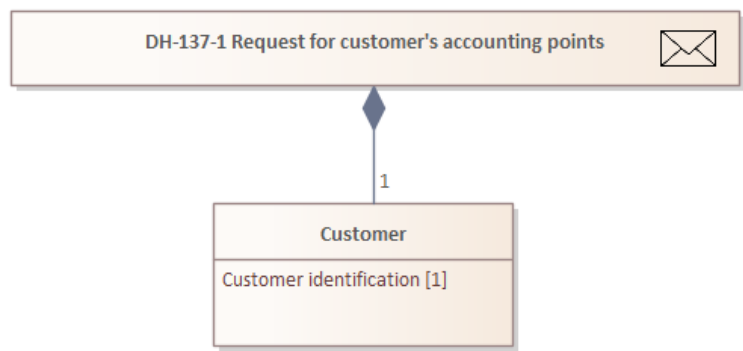 DH-137-1 Request for customer's accounting points
1
Customer
Customer identification [1]